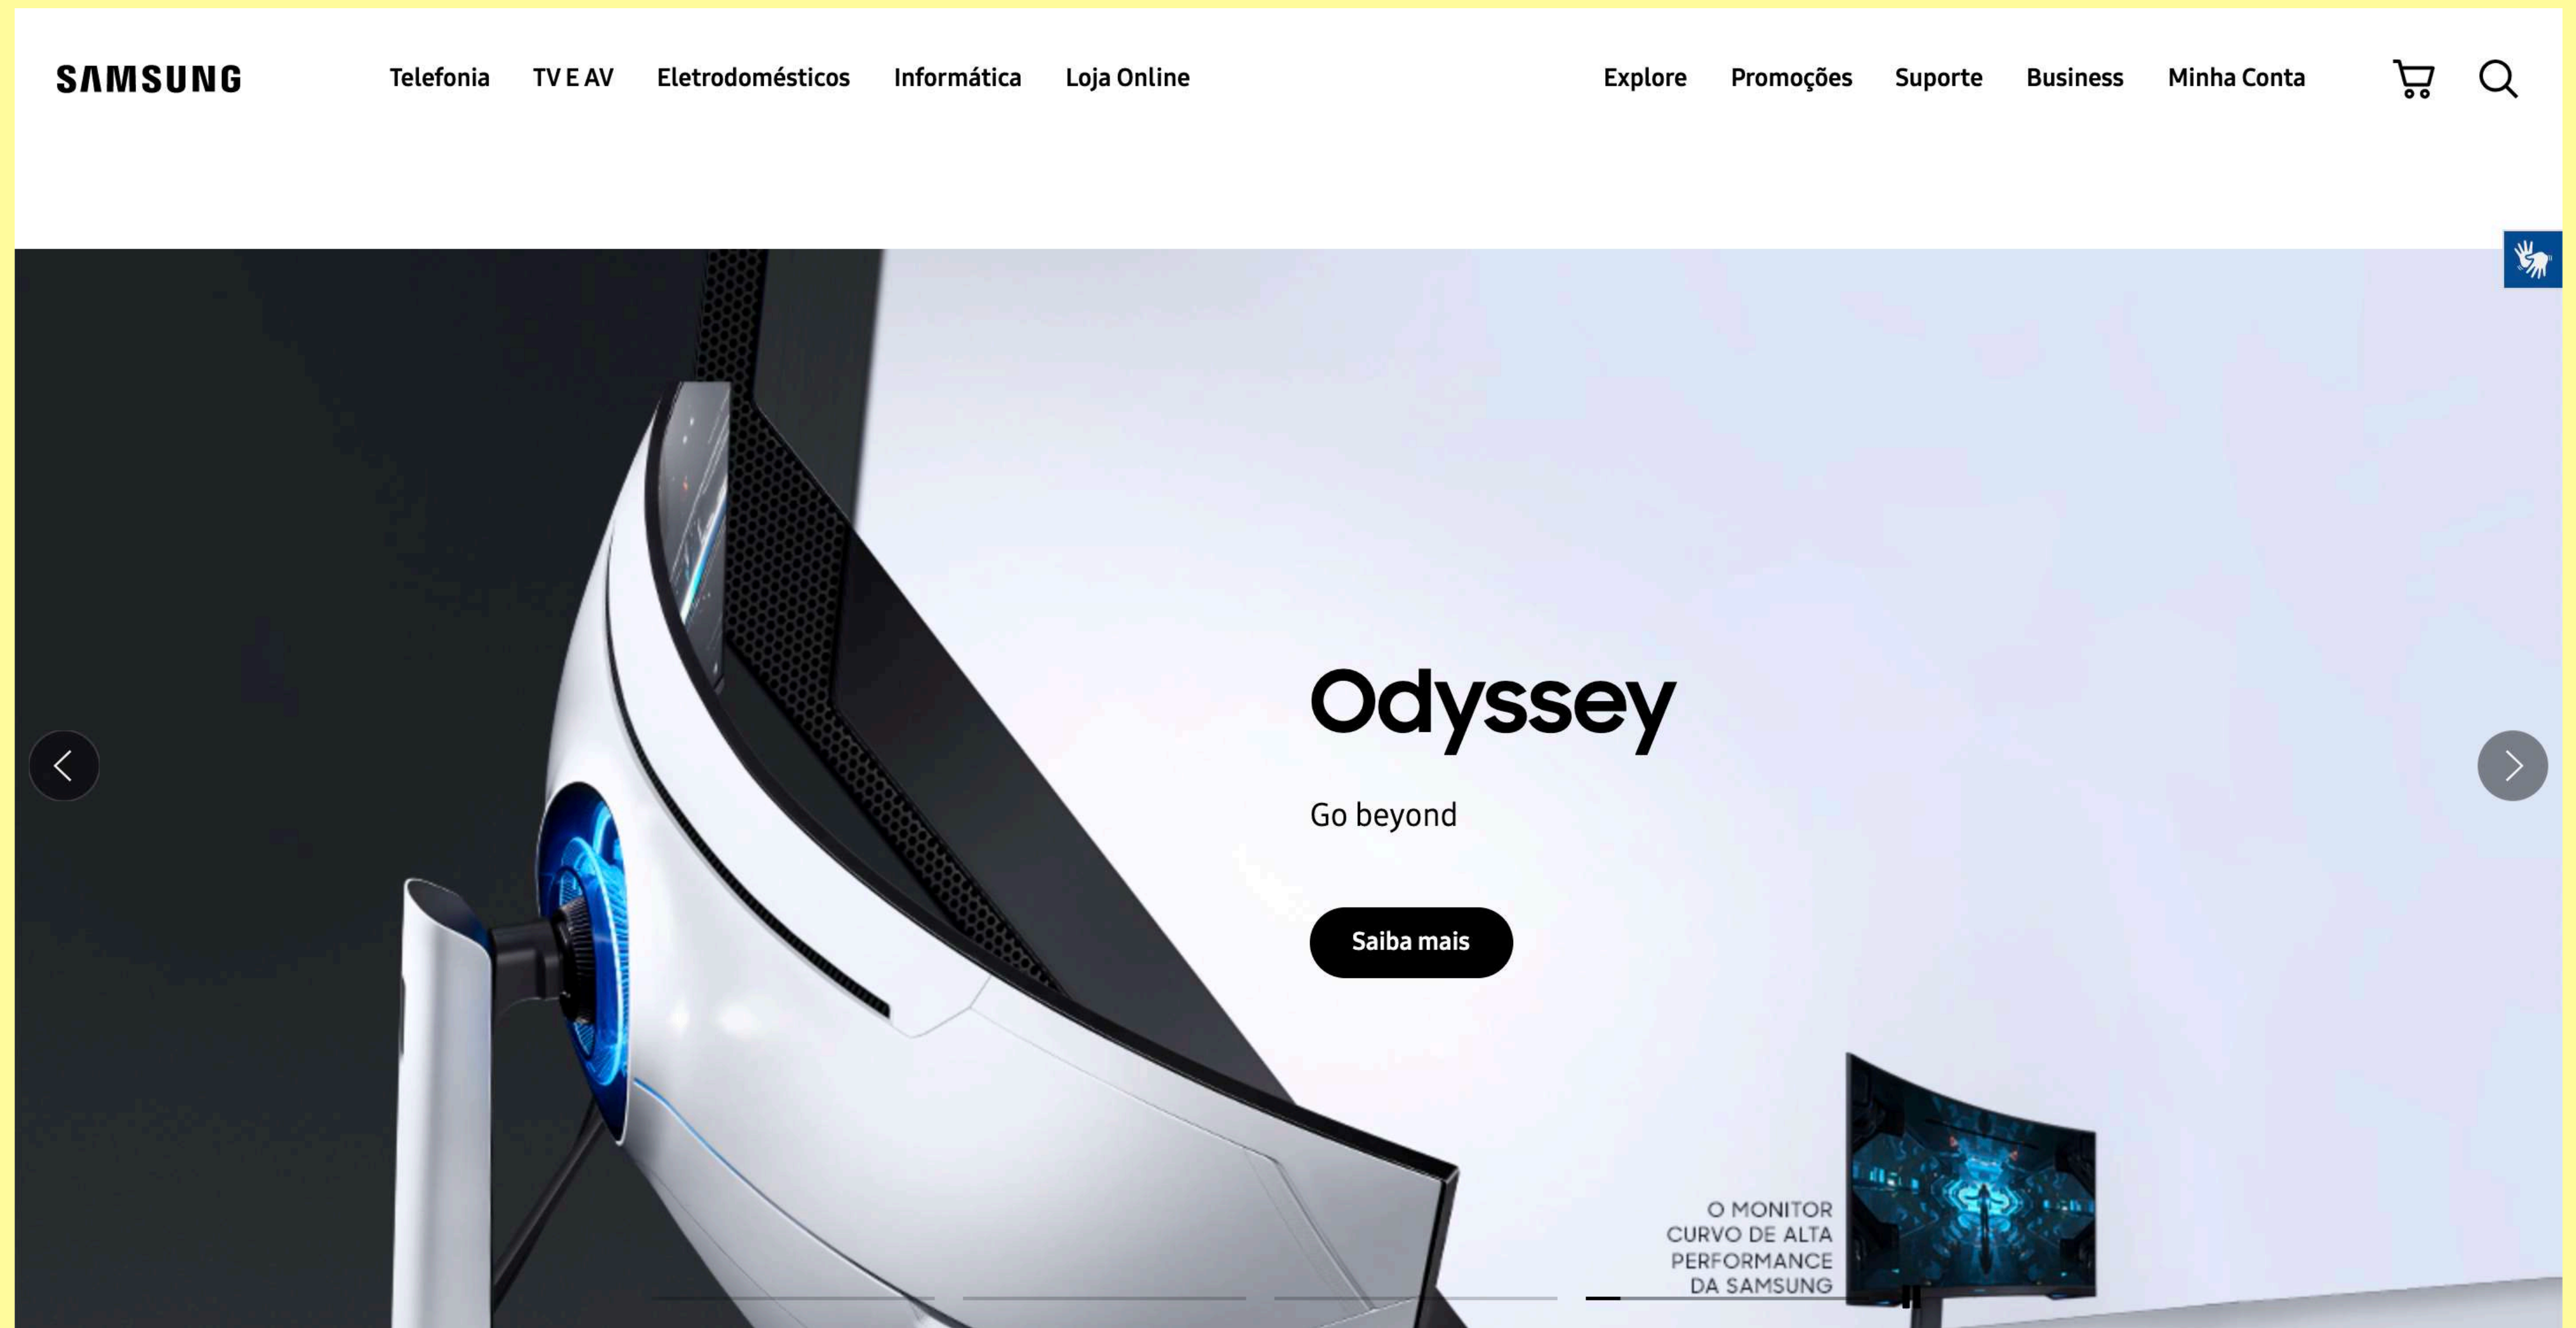 SAMSUNG
Telefonia TV E AV Eletrodomésticos Informática Loja Online
Explore Promoções Suporte Business Minha Conta
Odyssey
Go beyond
Saiba mais
O MONITOR
CURVO DE ALTA
PERFORMANCE
DA SAMSUNG